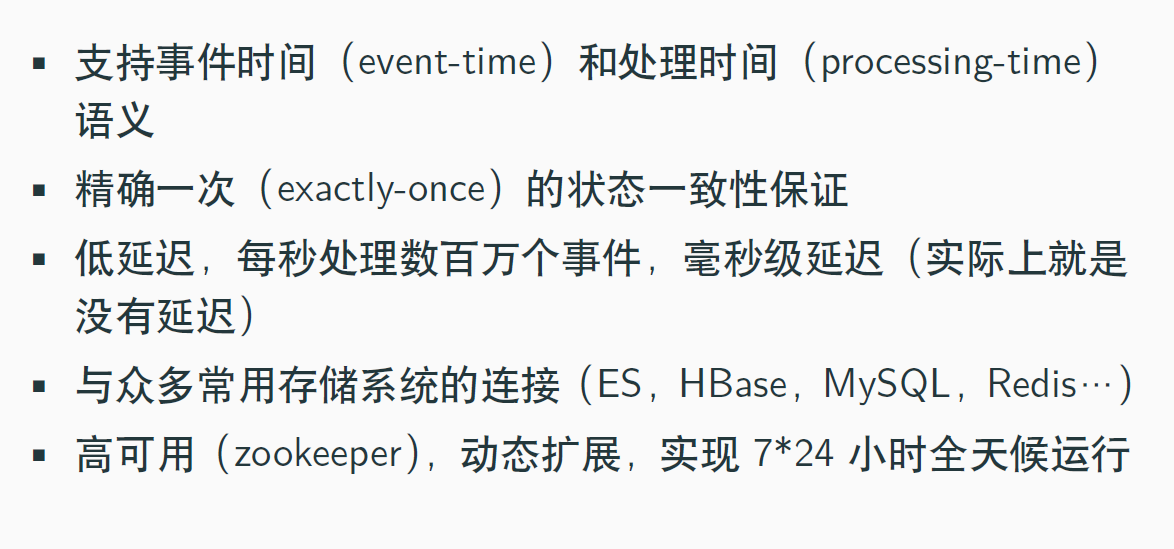 ▪ 支持事件时间（event-time）和处理时间（processing-time）
语义
▪ 精确一次（exactly-once）的状态一致性保证
▪ 低延迟，每秒处理数百万个事件，毫秒级延迟（实际上就是
没有延迟）
▪ 与众多常用存储系统的连接（ES，HBase，MySQL，Redis…）
▪ 高可用（zookeeper），动态扩展，实现 7*24 小时全天候运行